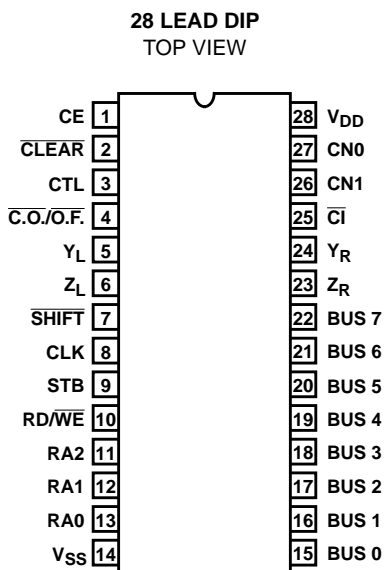 28 LEAD DIP
TOP VIEW
CE 1 28 VDD
CLEAR 2 27 CN0
CTL 3 26 CN1
C.O./O.F. 4 25 CI
YL 5 24 YR
ZL 6 23 ZR
SHIFT 7 22 BUS 7
CLK 8 21 BUS 6
STB 9 20 BUS 5
RD/WE 10 19 BUS 4
RA2 11 18 BUS 3
RA1 12 17 BUS 2
RA0 13 16 BUS 1
VSS 14 15 BUS 0